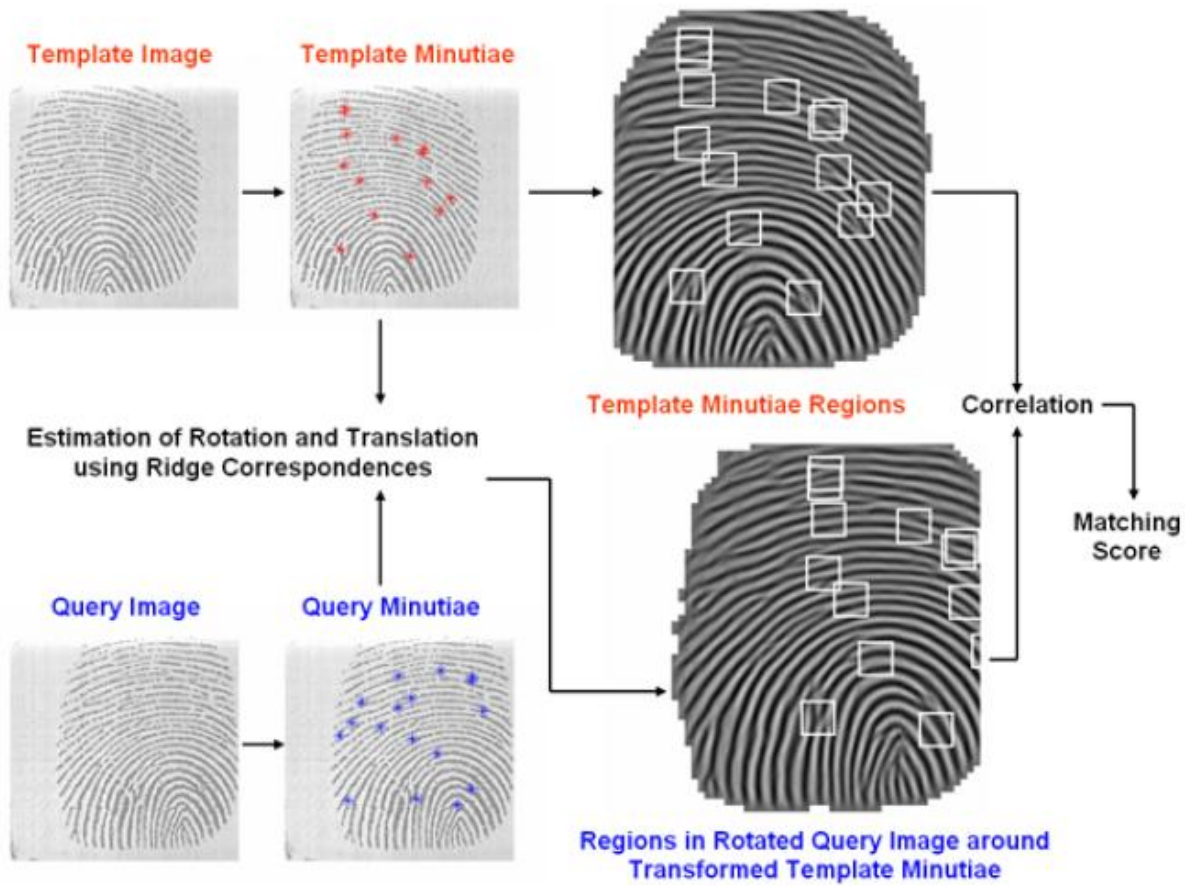 Template Image
Template Minutiae
Template Minutiae Regions
Correlation
Estimation of Rotation and Translation
using Ridge Correspondences
Matching
Score
Query Image
Query Minutiae
Regions in Rotated Query Image around
Transformed Template Minutiae